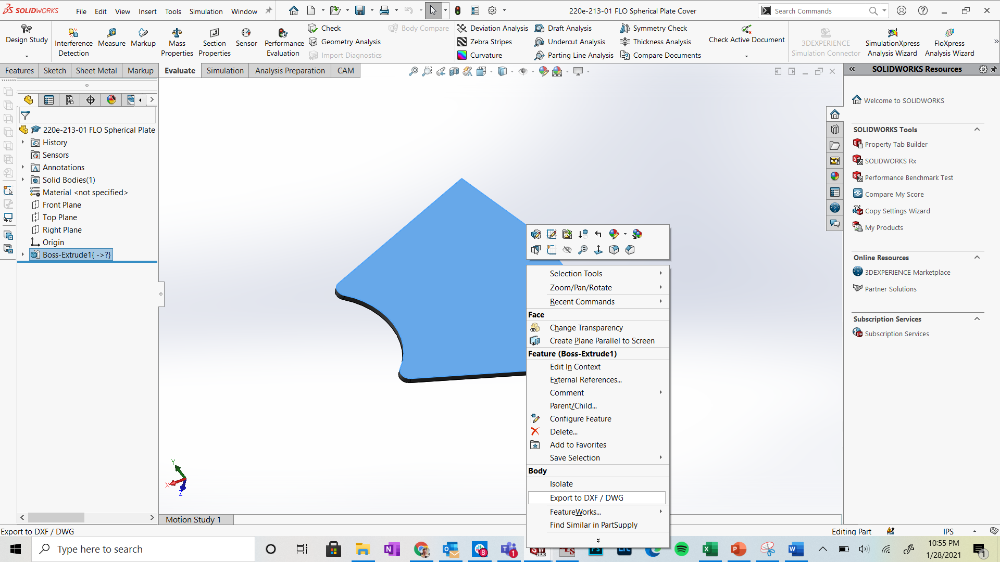 SOLIDWORKS File Edit View Insert Tools Simulation Window 220e-213-01 FLO Spherical Plate Cover Search Commands
Design Study
Interference Detection
Measure
Markup
Mass Properties
Section Properties
Sensor
Performance Evaluation
Check
Geometry Analysis
Import Diagnostics
Body Compare
Deviation Analysis
Zebra Stripes
Curvature
Draft Analysis
Undercut Analysis
Parting Line Analysis
Symmetry Check
Thickness Analysis
Compare Documents
Check Active Document
3DEXPERIENCE Simulation Connector
SimulationXpress Analysis Wizard
FloXpress Analysis Wizard
Features Sketch Sheet Metal Markup Evaluate Simulation Analysis Preparation CAM
220e-213-01 FLO Spherical Plate
History
Sensors
Annotations
Solid Bodies(1)
Material <not specified>
Front Plane
Top Plane
Right Plane
Origin
Boss-Extrude1{ ->?}
Selection Tools
Zoom/Pan/Rotate
Recent Commands
Face
Change Transparency
Create Plane Parallel to Screen
Feature (Boss-Extrude1)
Edit In Context
External References...
Comment
Parent/Child...
Configure Feature
Delete...
Add to Favorites
Save Selection
Body
Isolate
Export to DXF / DWG
FeatureWorks...
Find Similar in PartSupply
SOLIDWORKS Resources
Welcome to SOLIDWORKS
SOLIDWORKS Tools
Property Tab Builder
SOLIDWORKS Rx
Performance Benchmark Test
Compare My Score
Copy Settings Wizard
My Products
Online Resources
3DEXPERIENCE Marketplace
Partner Solutions
Subscription Services
Subscription Services
Y
X
Z
Motion Study 1
Export to DXF / DWG
Editing Part
IPS
Type here to search
8
1
10:55 PM
1/28/2021
1